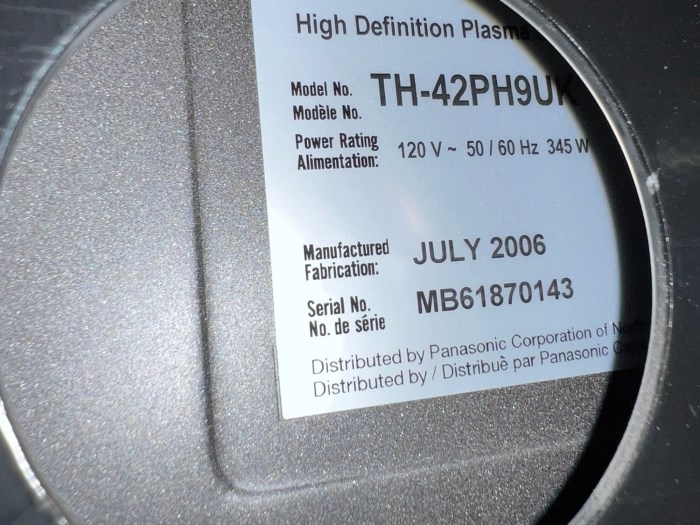 High Definition Plasma
Model No. TH-42PH9UK
Modèle No.
Power Rating
Alimentation: 120 V ~ 50 / 60 Hz 345 W
Manufactured
Fabrication: JULY 2006
Serial No. MB61870143
No. de série
Distributed by Panasonic Corporation of
Distributed by / Distribuè par Panasonic